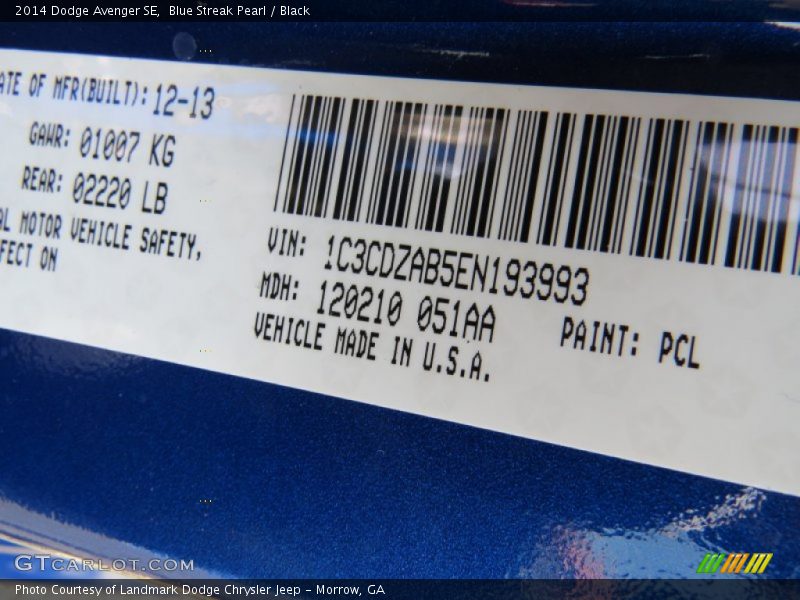 2014 Dodge Avenger SE,  Blue Streak Pearl / Black
ATE OF MFR(BUILT): 12-13
GAWR: 01007 KG
REAR: 02220 LB
AL MOTOR VEHICLE SAFETY,
FFECT ON
VIN: 1C3CDZAB5EN193993
MDH: 120210 051AA
PAINT: PCL
VEHICLE MADE IN U.S.A.
GTCARLOT.COM
Photo Courtesy of Landmark Dodge Chrysler Jeep – Morrow, GA